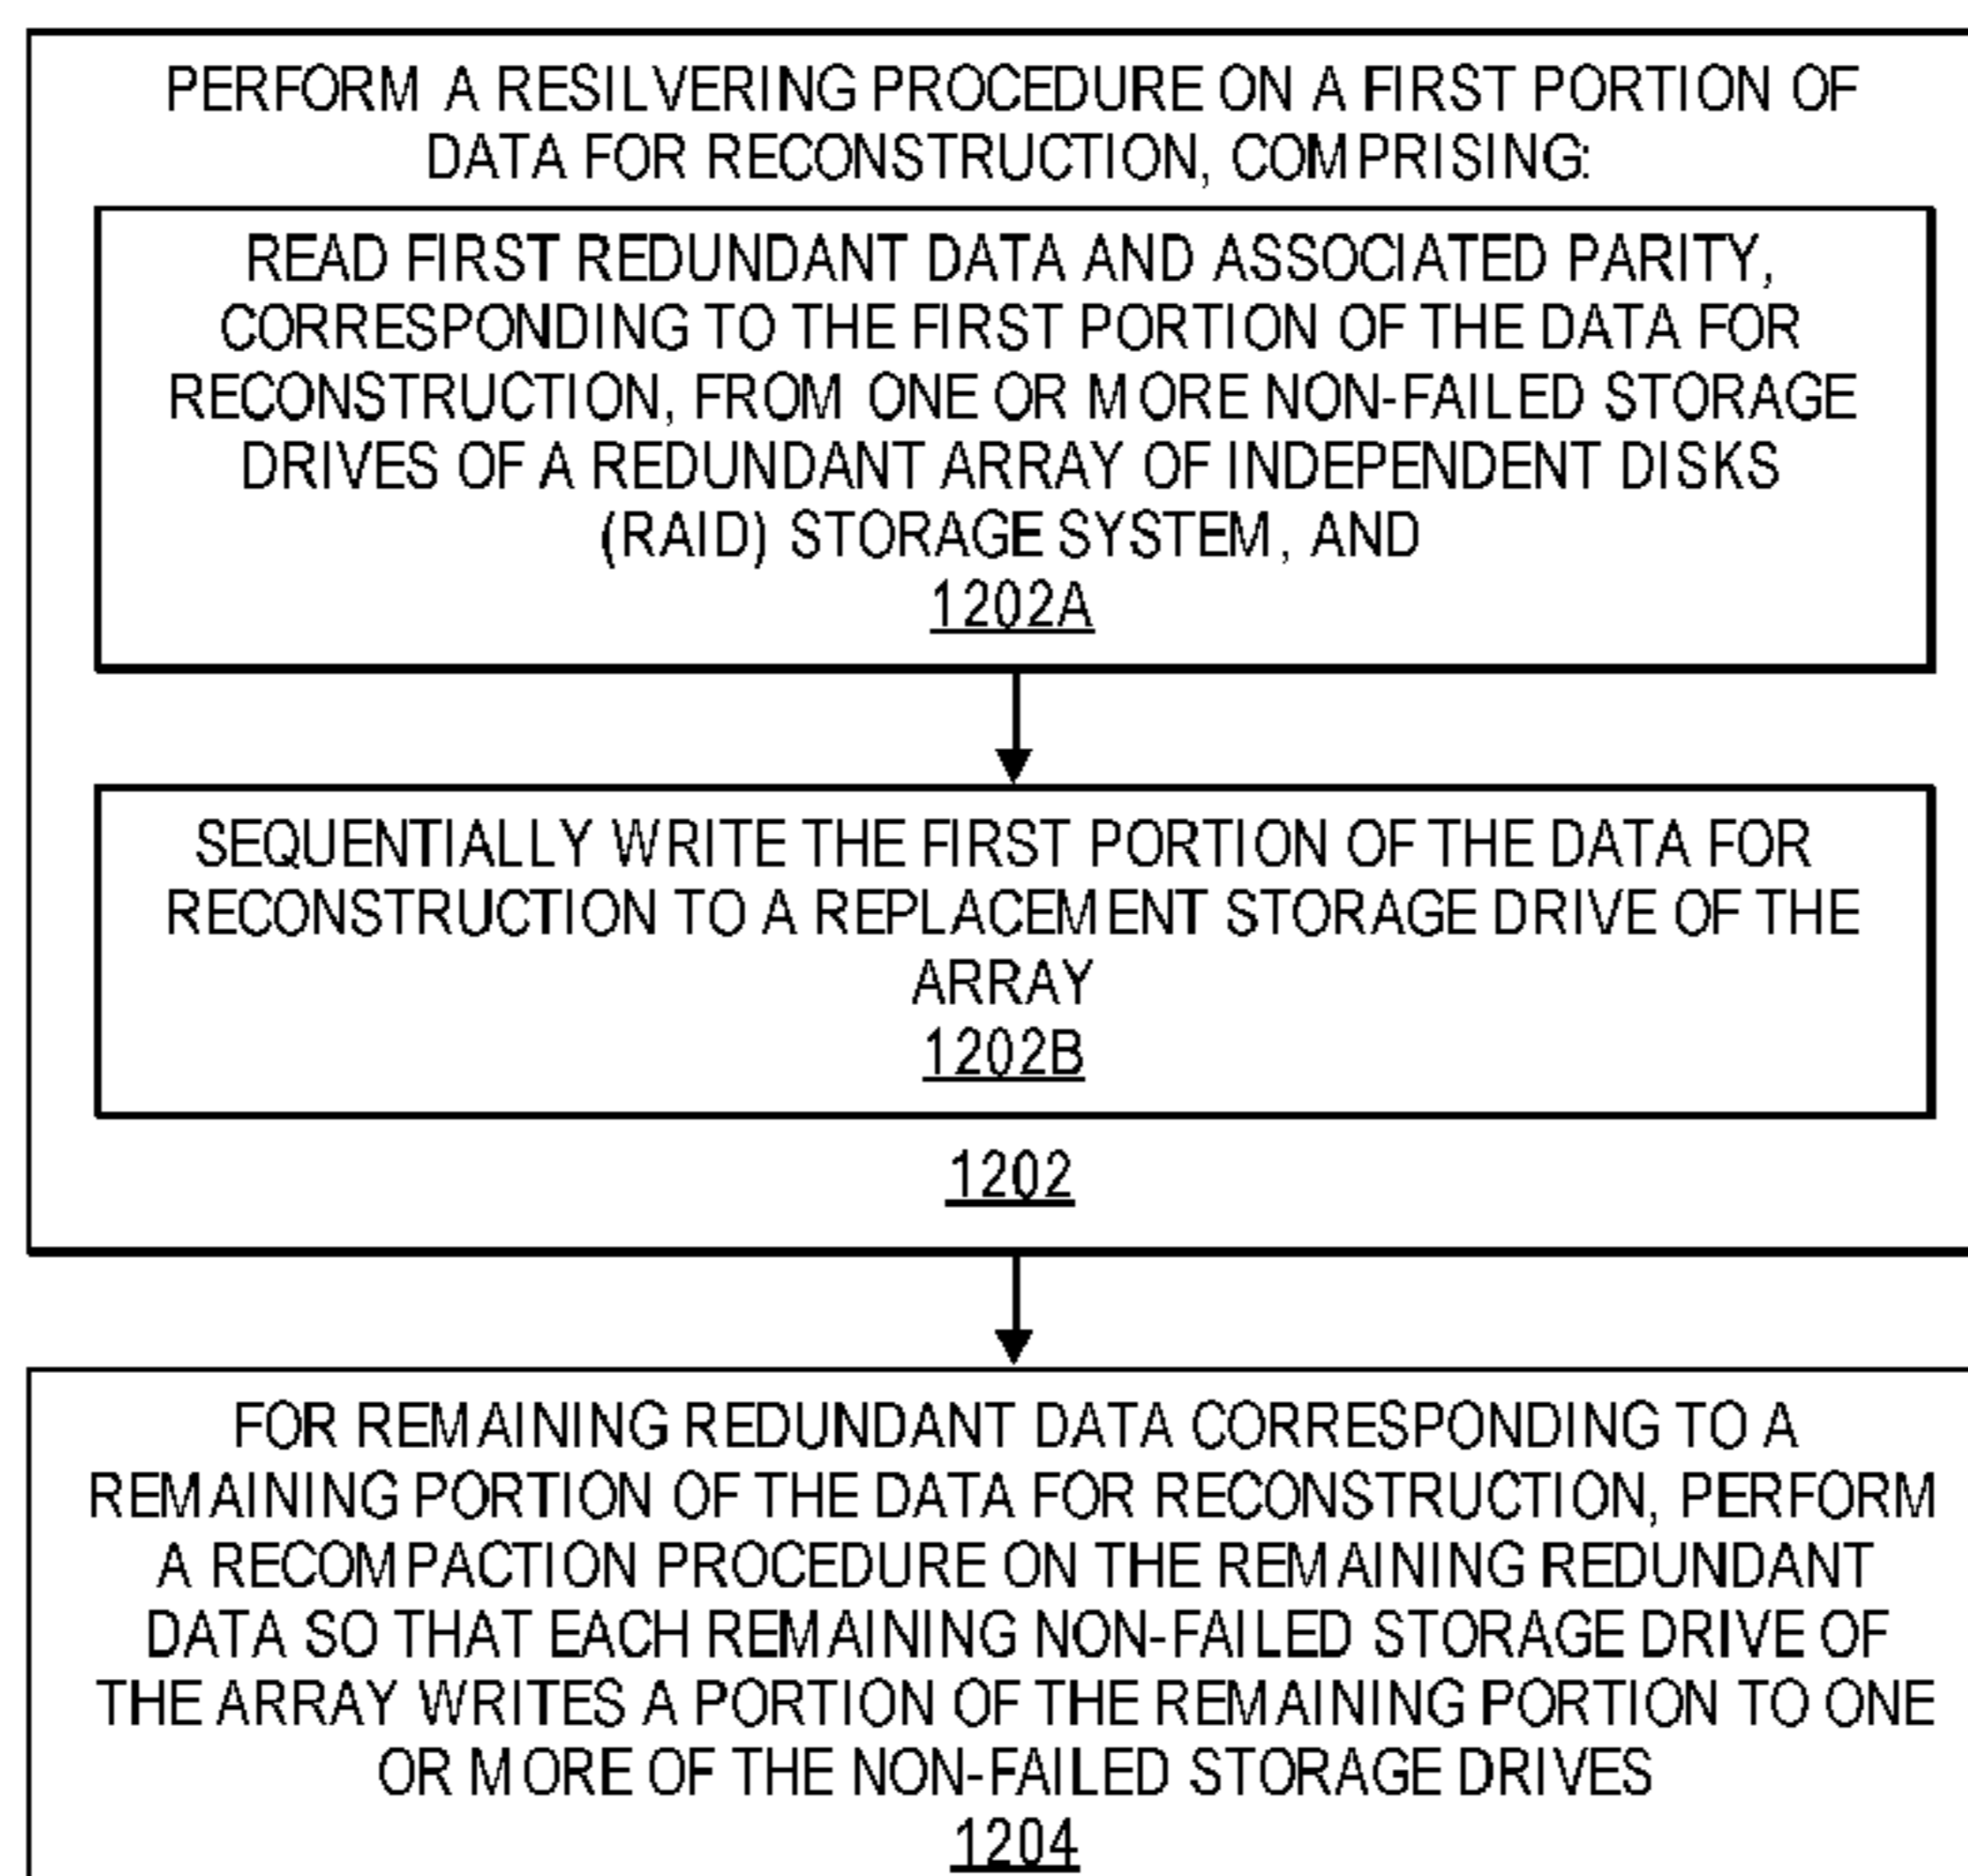 PERFORM A RESILVERING PROCEDURE ON A FIRST PORTION OF
DATA FOR RECONSTRUCTION, COMPRISING:
READ FIRST REDUNDANT DATA AND ASSOCIATED PARITY,
CORRESPONDING TO THE FIRST PORTION OF THE DATA FOR
RECONSTRUCTION, FROM ONE OR MORE NON-FAILED STORAGE
DRIVES OF A REDUNDANT ARRAY OF INDEPENDENT DISKS
(RAID) STORAGE SYSTEM, AND
1202A
SEQUENTIALLY WRITE THE FIRST PORTION OF THE DATA FOR
RECONSTRUCTION TO A REPLACEMENT STORAGE DRIVE OF THE
ARRAY
1202B
1202
FOR REMAINING REDUNDANT DATA CORRESPONDING TO A
REMAINING PORTION OF THE DATA FOR RECONSTRUCTION, PERFORM
A RECOMPACTION PROCEDURE ON THE REMAINING REDUNDANT
DATA SO THAT EACH REMAINING NON-FAILED STORAGE DRIVE OF
THE ARRAY WRITES A PORTION OF THE REMAINING PORTION TO ONE
OR MORE OF THE NON-FAILED STORAGE DRIVES
1204